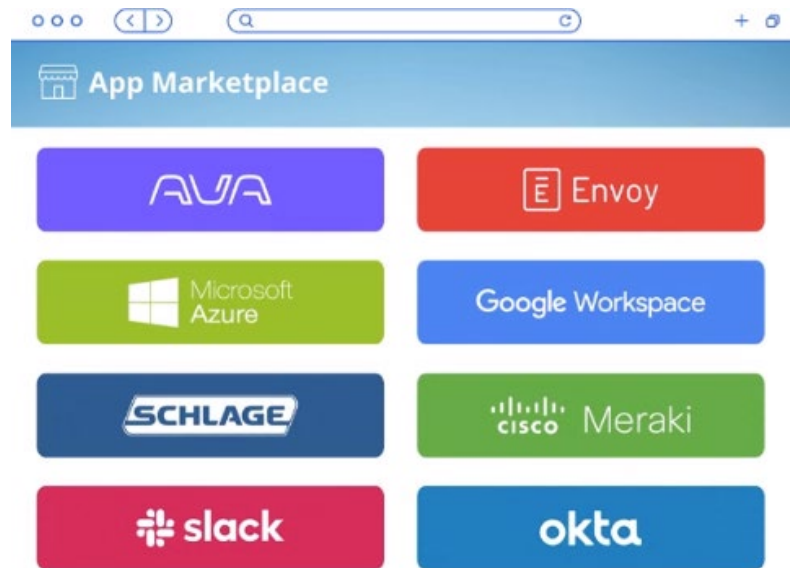 App Marketplace
AVA
Ē Envoy
Microsoft
Azure
Google Workspace
SCHLAGE
cisco Meraki
slack
okta